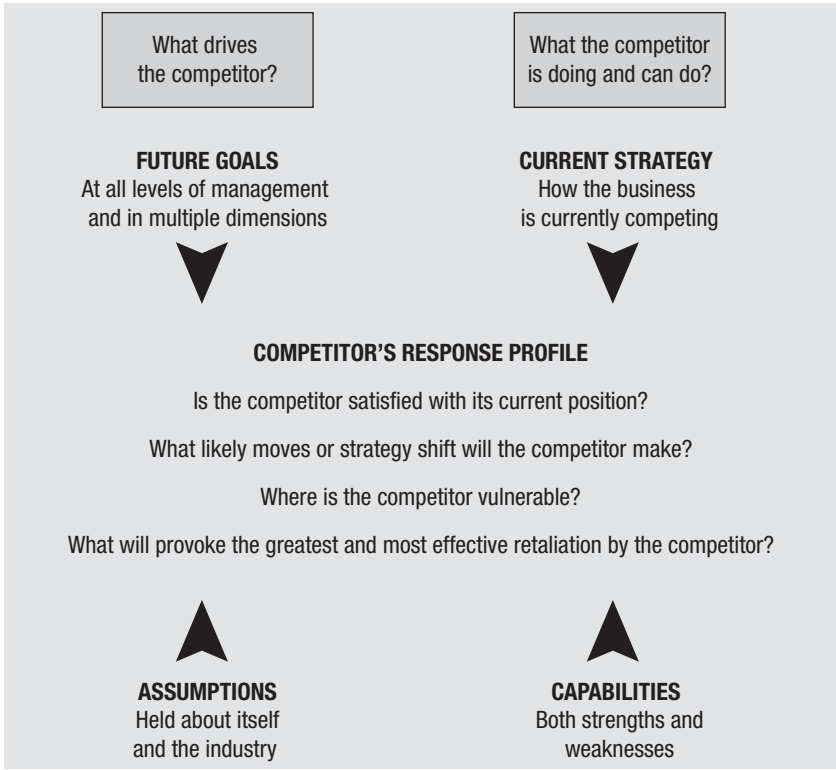 What drives
the competitor?
What the competitor
is doing and can do?
FUTURE GOALS
At all levels of management
and in multiple dimensions
CURRENT STRATEGY
How the business
is currently competing
COMPETITOR’S RESPONSE PROFILE
Is the competitor satisfied with its current position?
What likely moves or strategy shift will the competitor make?
Where is the competitor vulnerable?
What will provoke the greatest and most effective retaliation by the competitor?
ASSUMPTIONS
Held about itself
and the industry
CAPABILITIES
Both strengths and
weaknesses